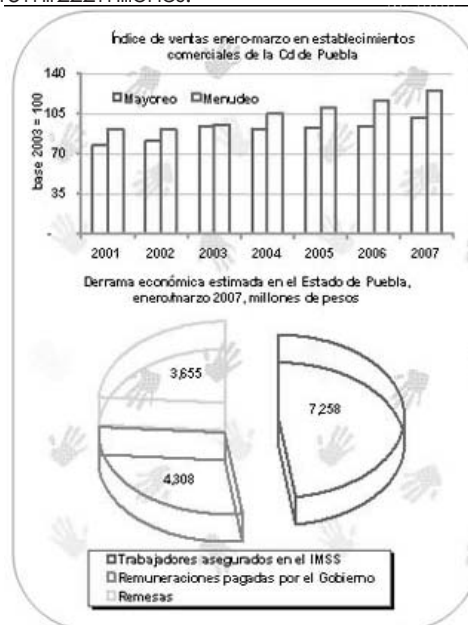 Índice de ventas enero-marzo en establecimientos
comerciales de la Cd de Puebla
base 2003 = 100
140
105
70
35
-
Mayoreo Menudeo
2001 2002 2003 2004 2005 2006 2007
Derrama económica estimada en el Estado de Puebla,
enero/marzo 2007, millones de pesos
3,655
7,258
4,308
Trabajadores asegurados en el IMSS
Remuneraciones pagadas por el Gobierno
Remesas